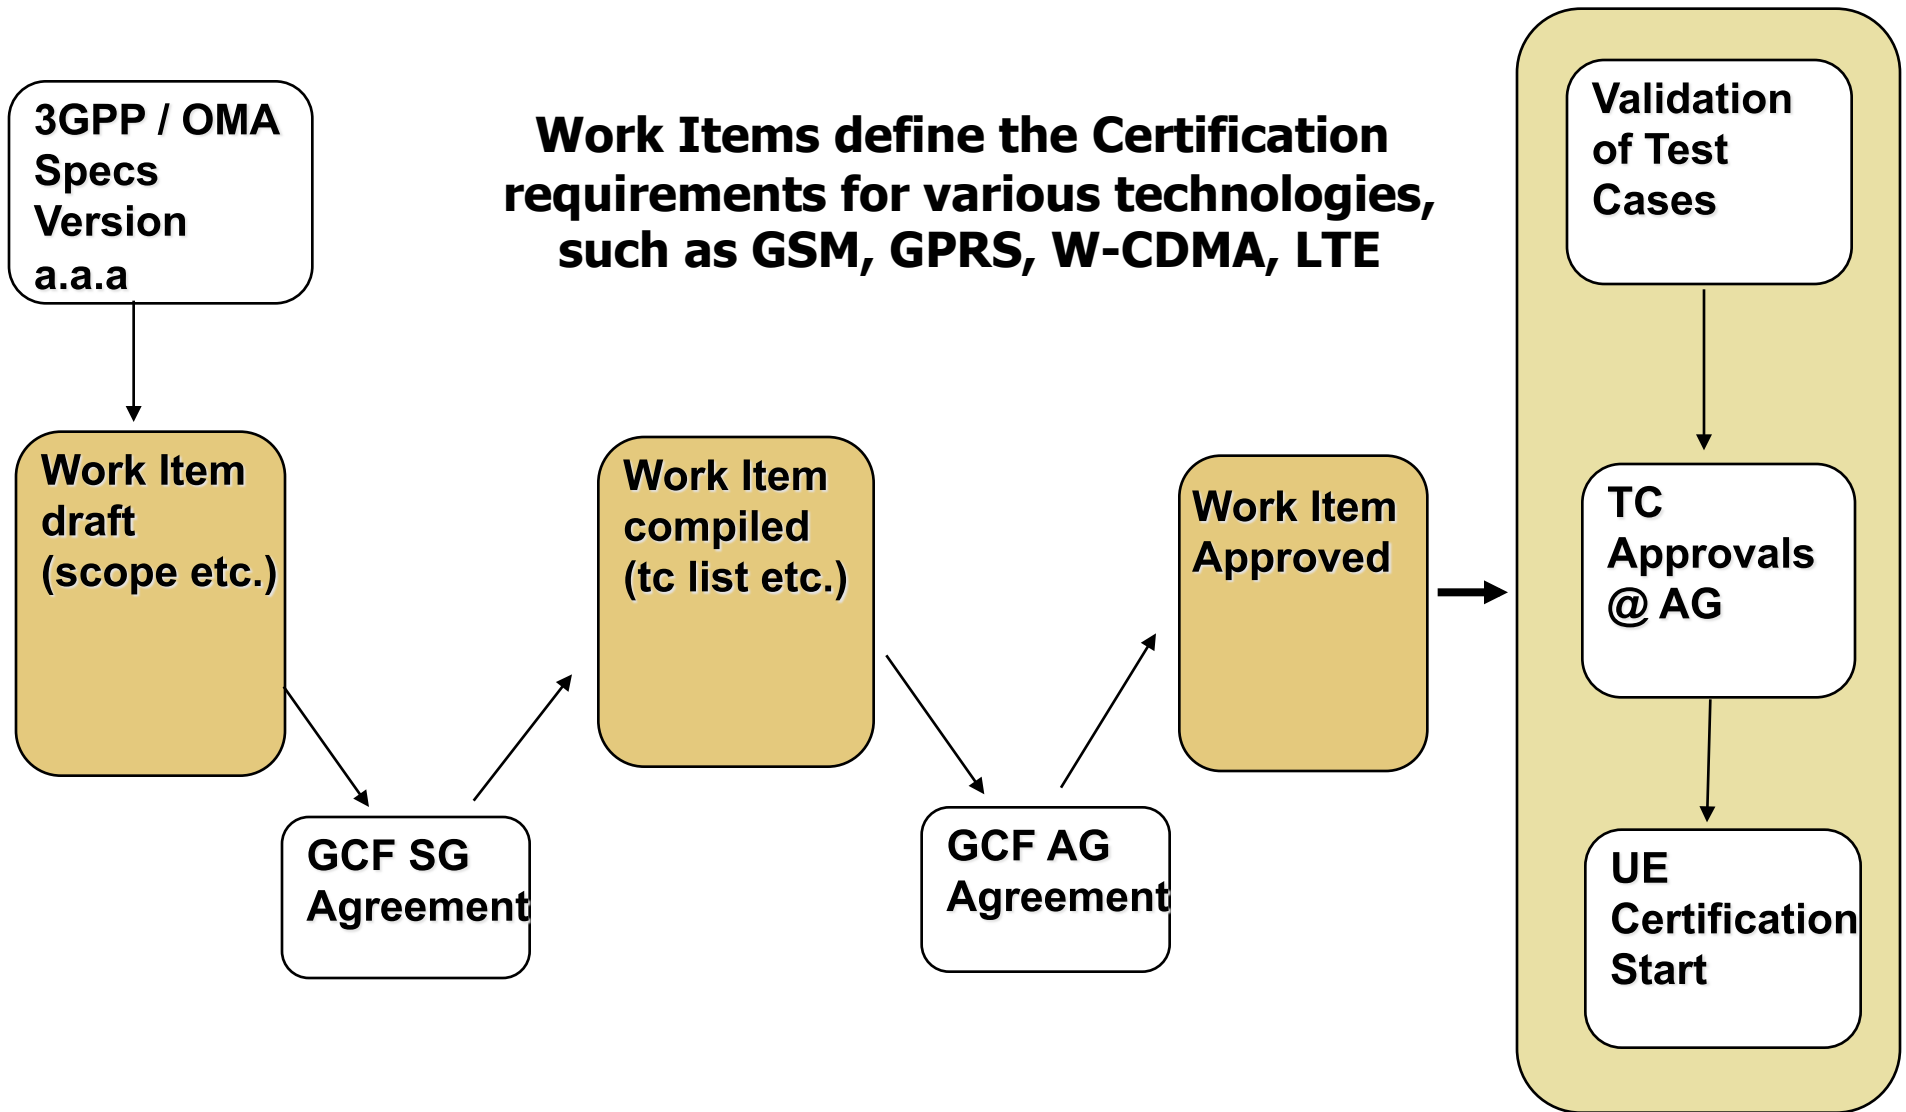 3GPP / OMA
Specs
Version
a.a.a
Work Items define the Certification
requirements for various technologies,
such as GSM, GPRS, W-CDMA, LTE
Validation
of Test
Cases
Work Item
draft
(scope etc.)
Work Item
compiled
(tc list etc.)
Work Item
Approved
TC
Approvals
@ AG
GCF SG
Agreement
GCF AG
Agreement
UE
Certification
Start